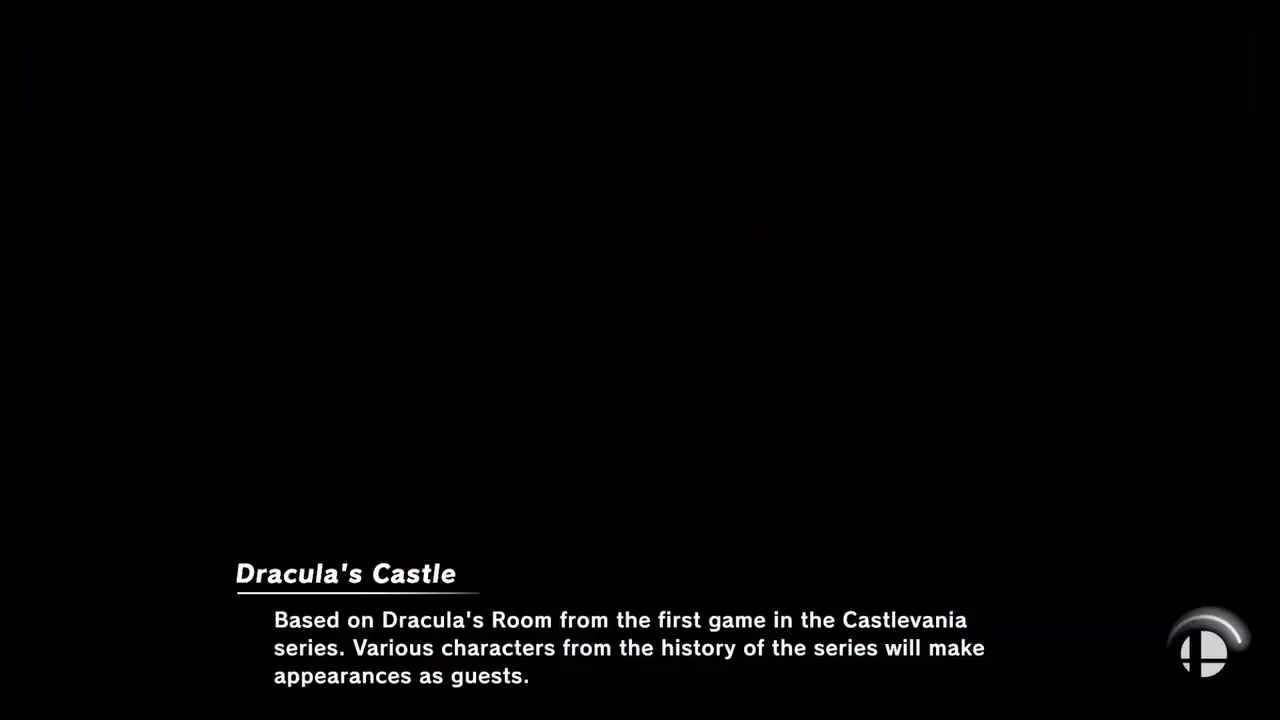 Dracula's Castle
Based on Dracula's Room from the first game in the Castlevania
series. Various characters from the history of the series will make
appearances as guests.